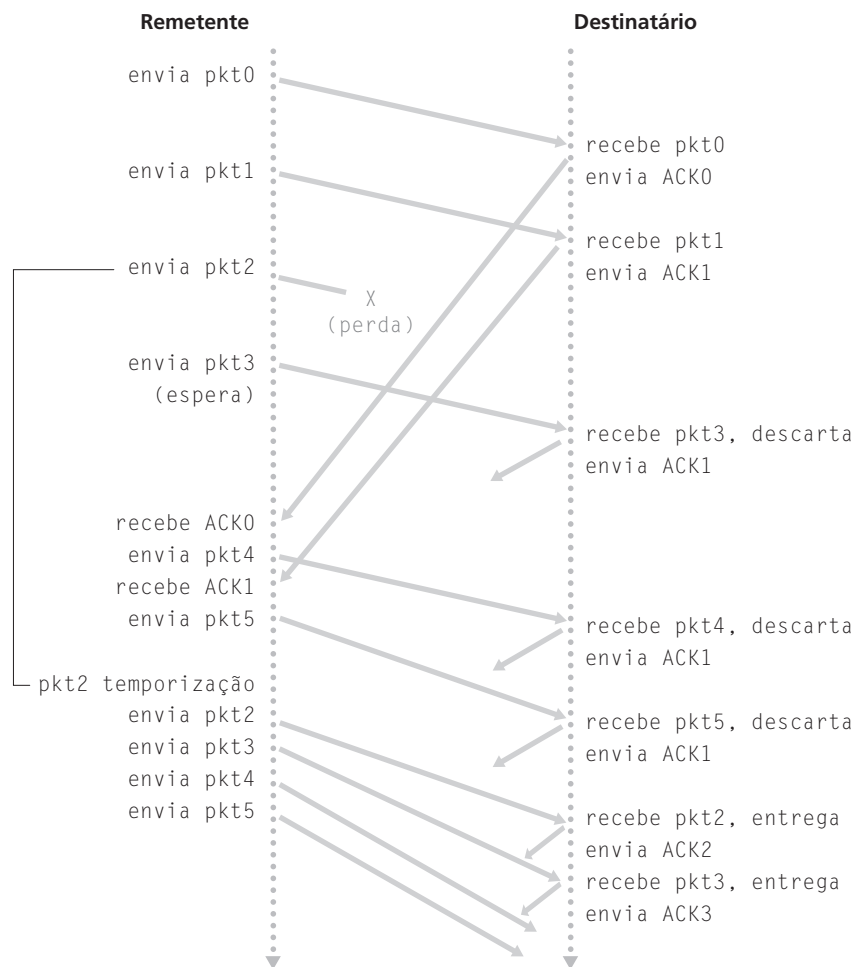 Remetente
Destinatário
envia pkt0
recebe pkt0
envia ACK0
envia pkt1
recebe pkt1
envia ACK1
envia pkt2
X
(perda)
envia pkt3
(espera)
recebe pkt3, descarta
envia ACK1
recebe ACK0
envia pkt4
recebe ACK1
envia pkt5
recebe pkt4, descarta
envia ACK1
pkt2 temporização
envia pkt2
envia pkt3
envia pkt4
envia pkt5
recebe pkt5, descarta
envia ACK1
recebe pkt2, entrega
envia ACK2
recebe pkt3, entrega
envia ACK3